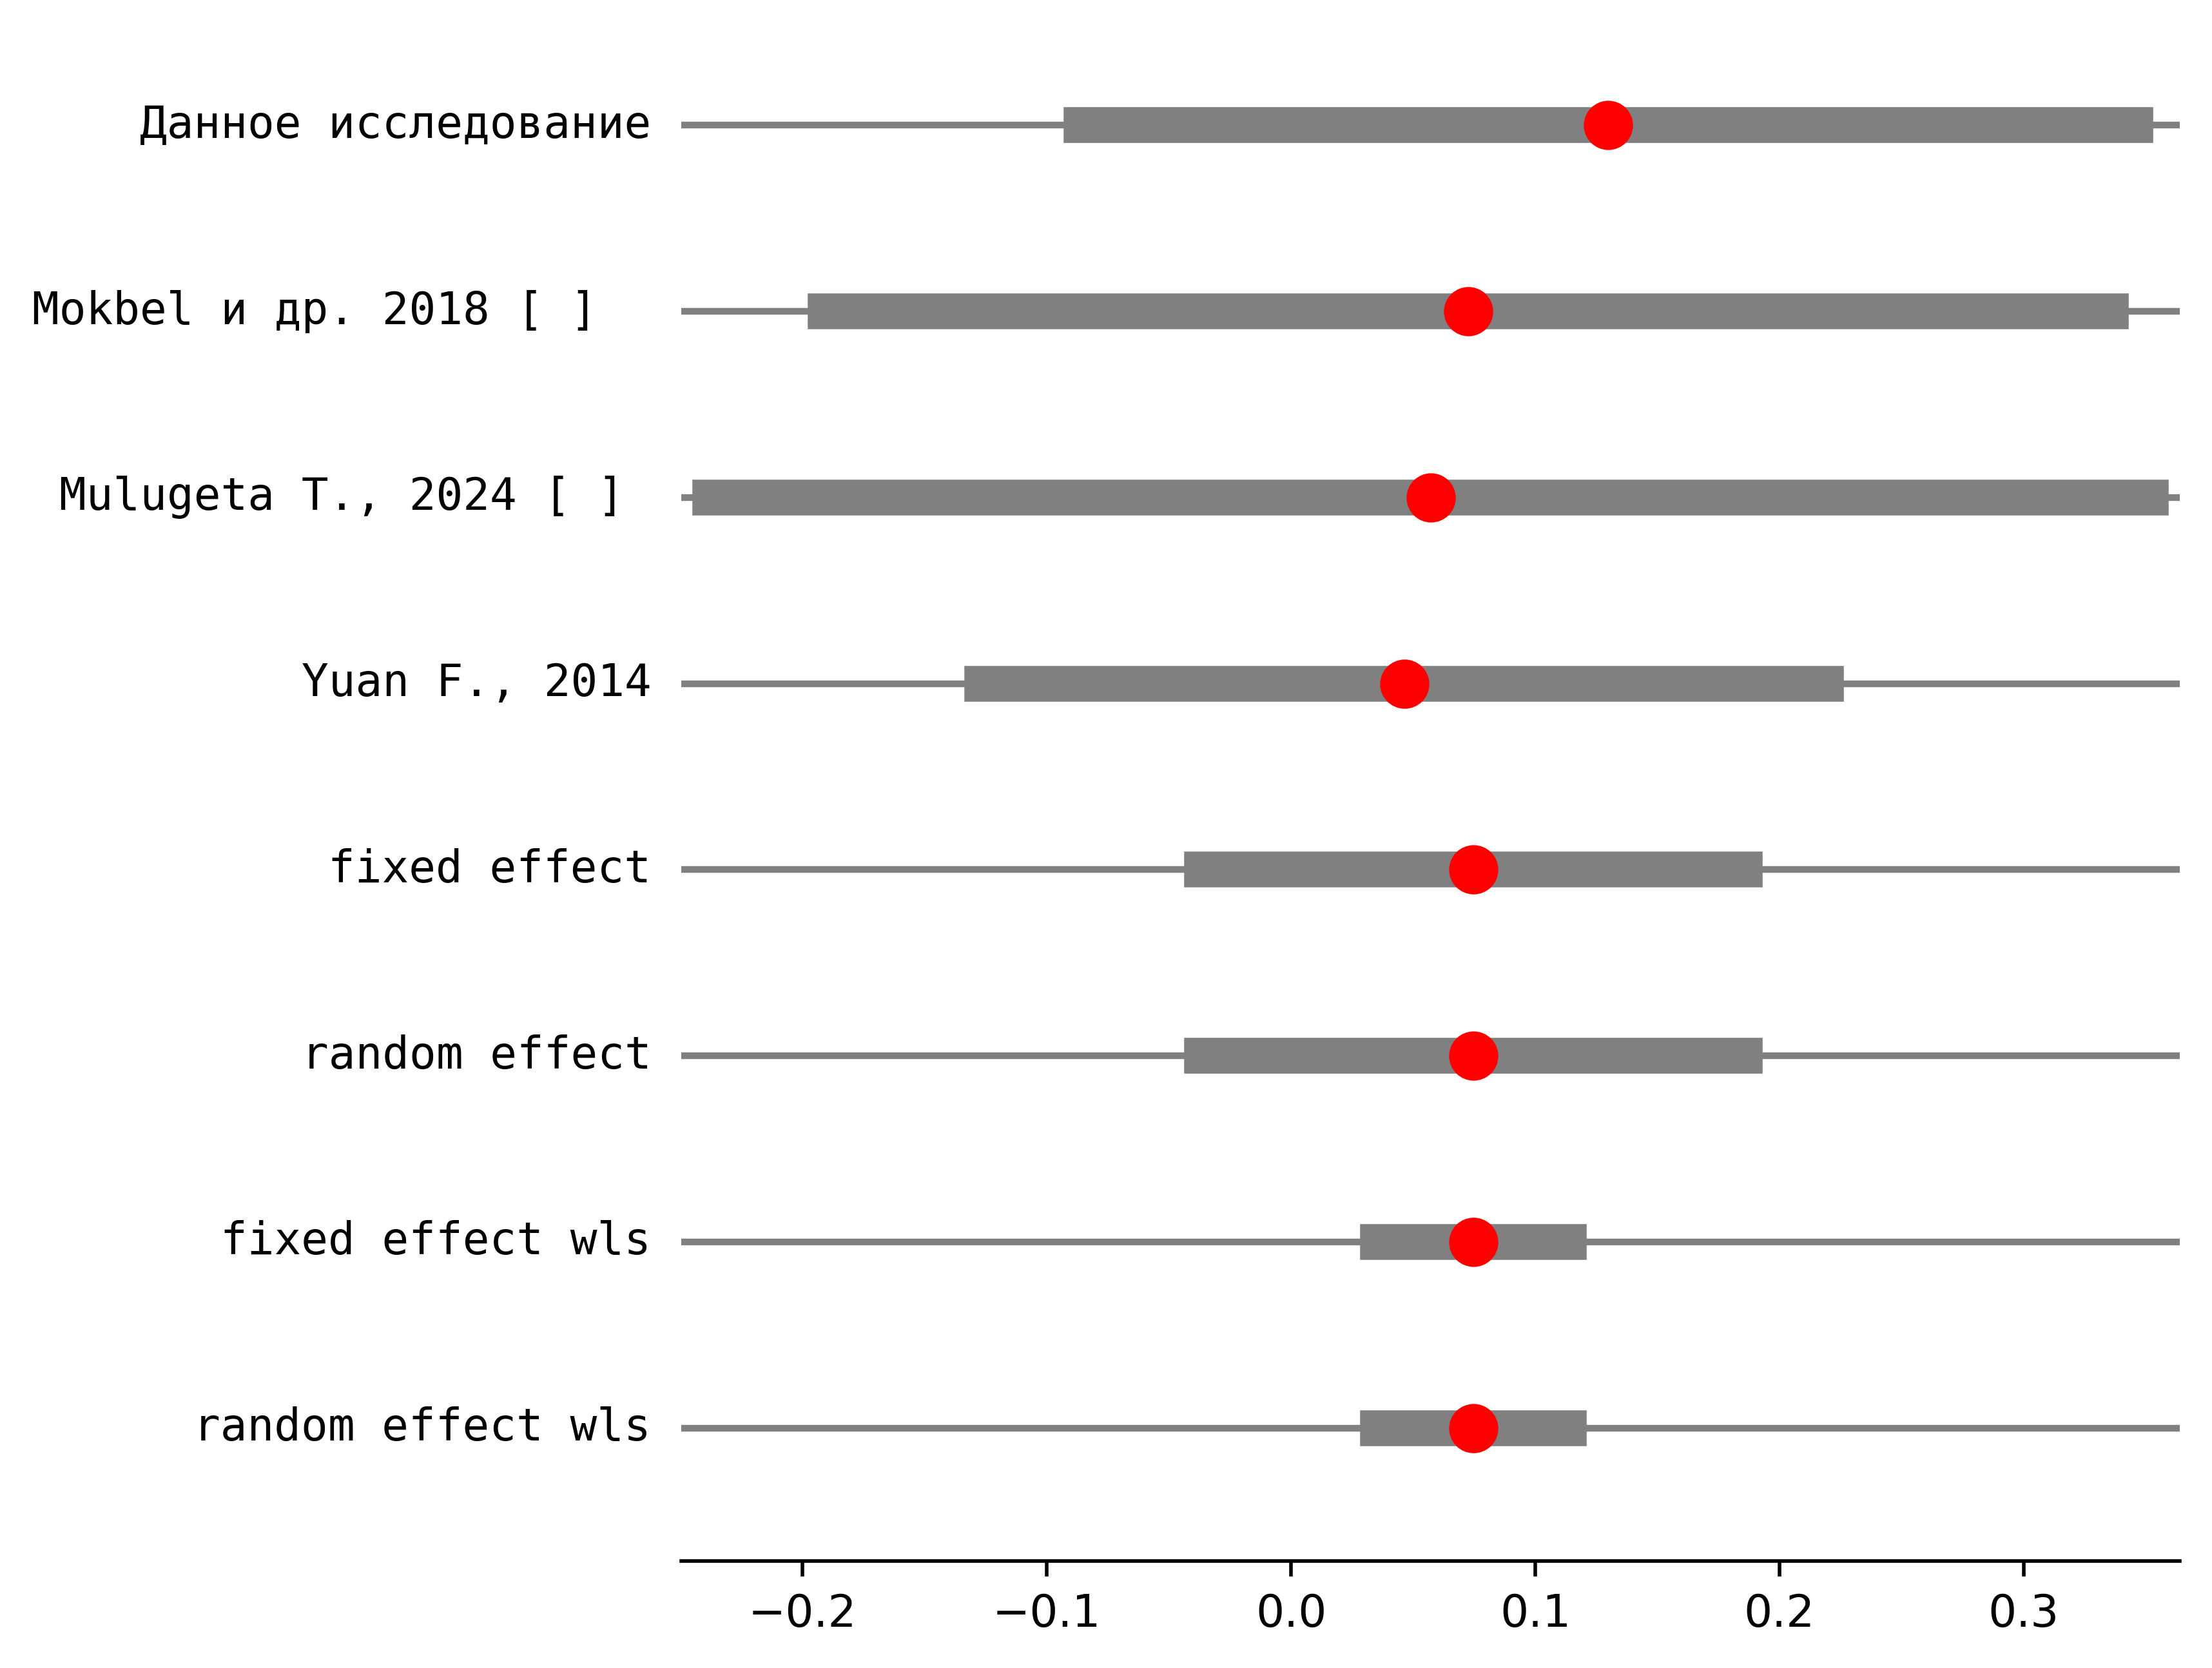 Данное исследование
Mokbel и др. 2018 [ ]
Mulugeta T., 2024 [ ]
Yuan F., 2014
fixed effect
random effect
fixed effect wls
random effect wls
−0.2 −0.1 0.0 0.1 0.2 0.3